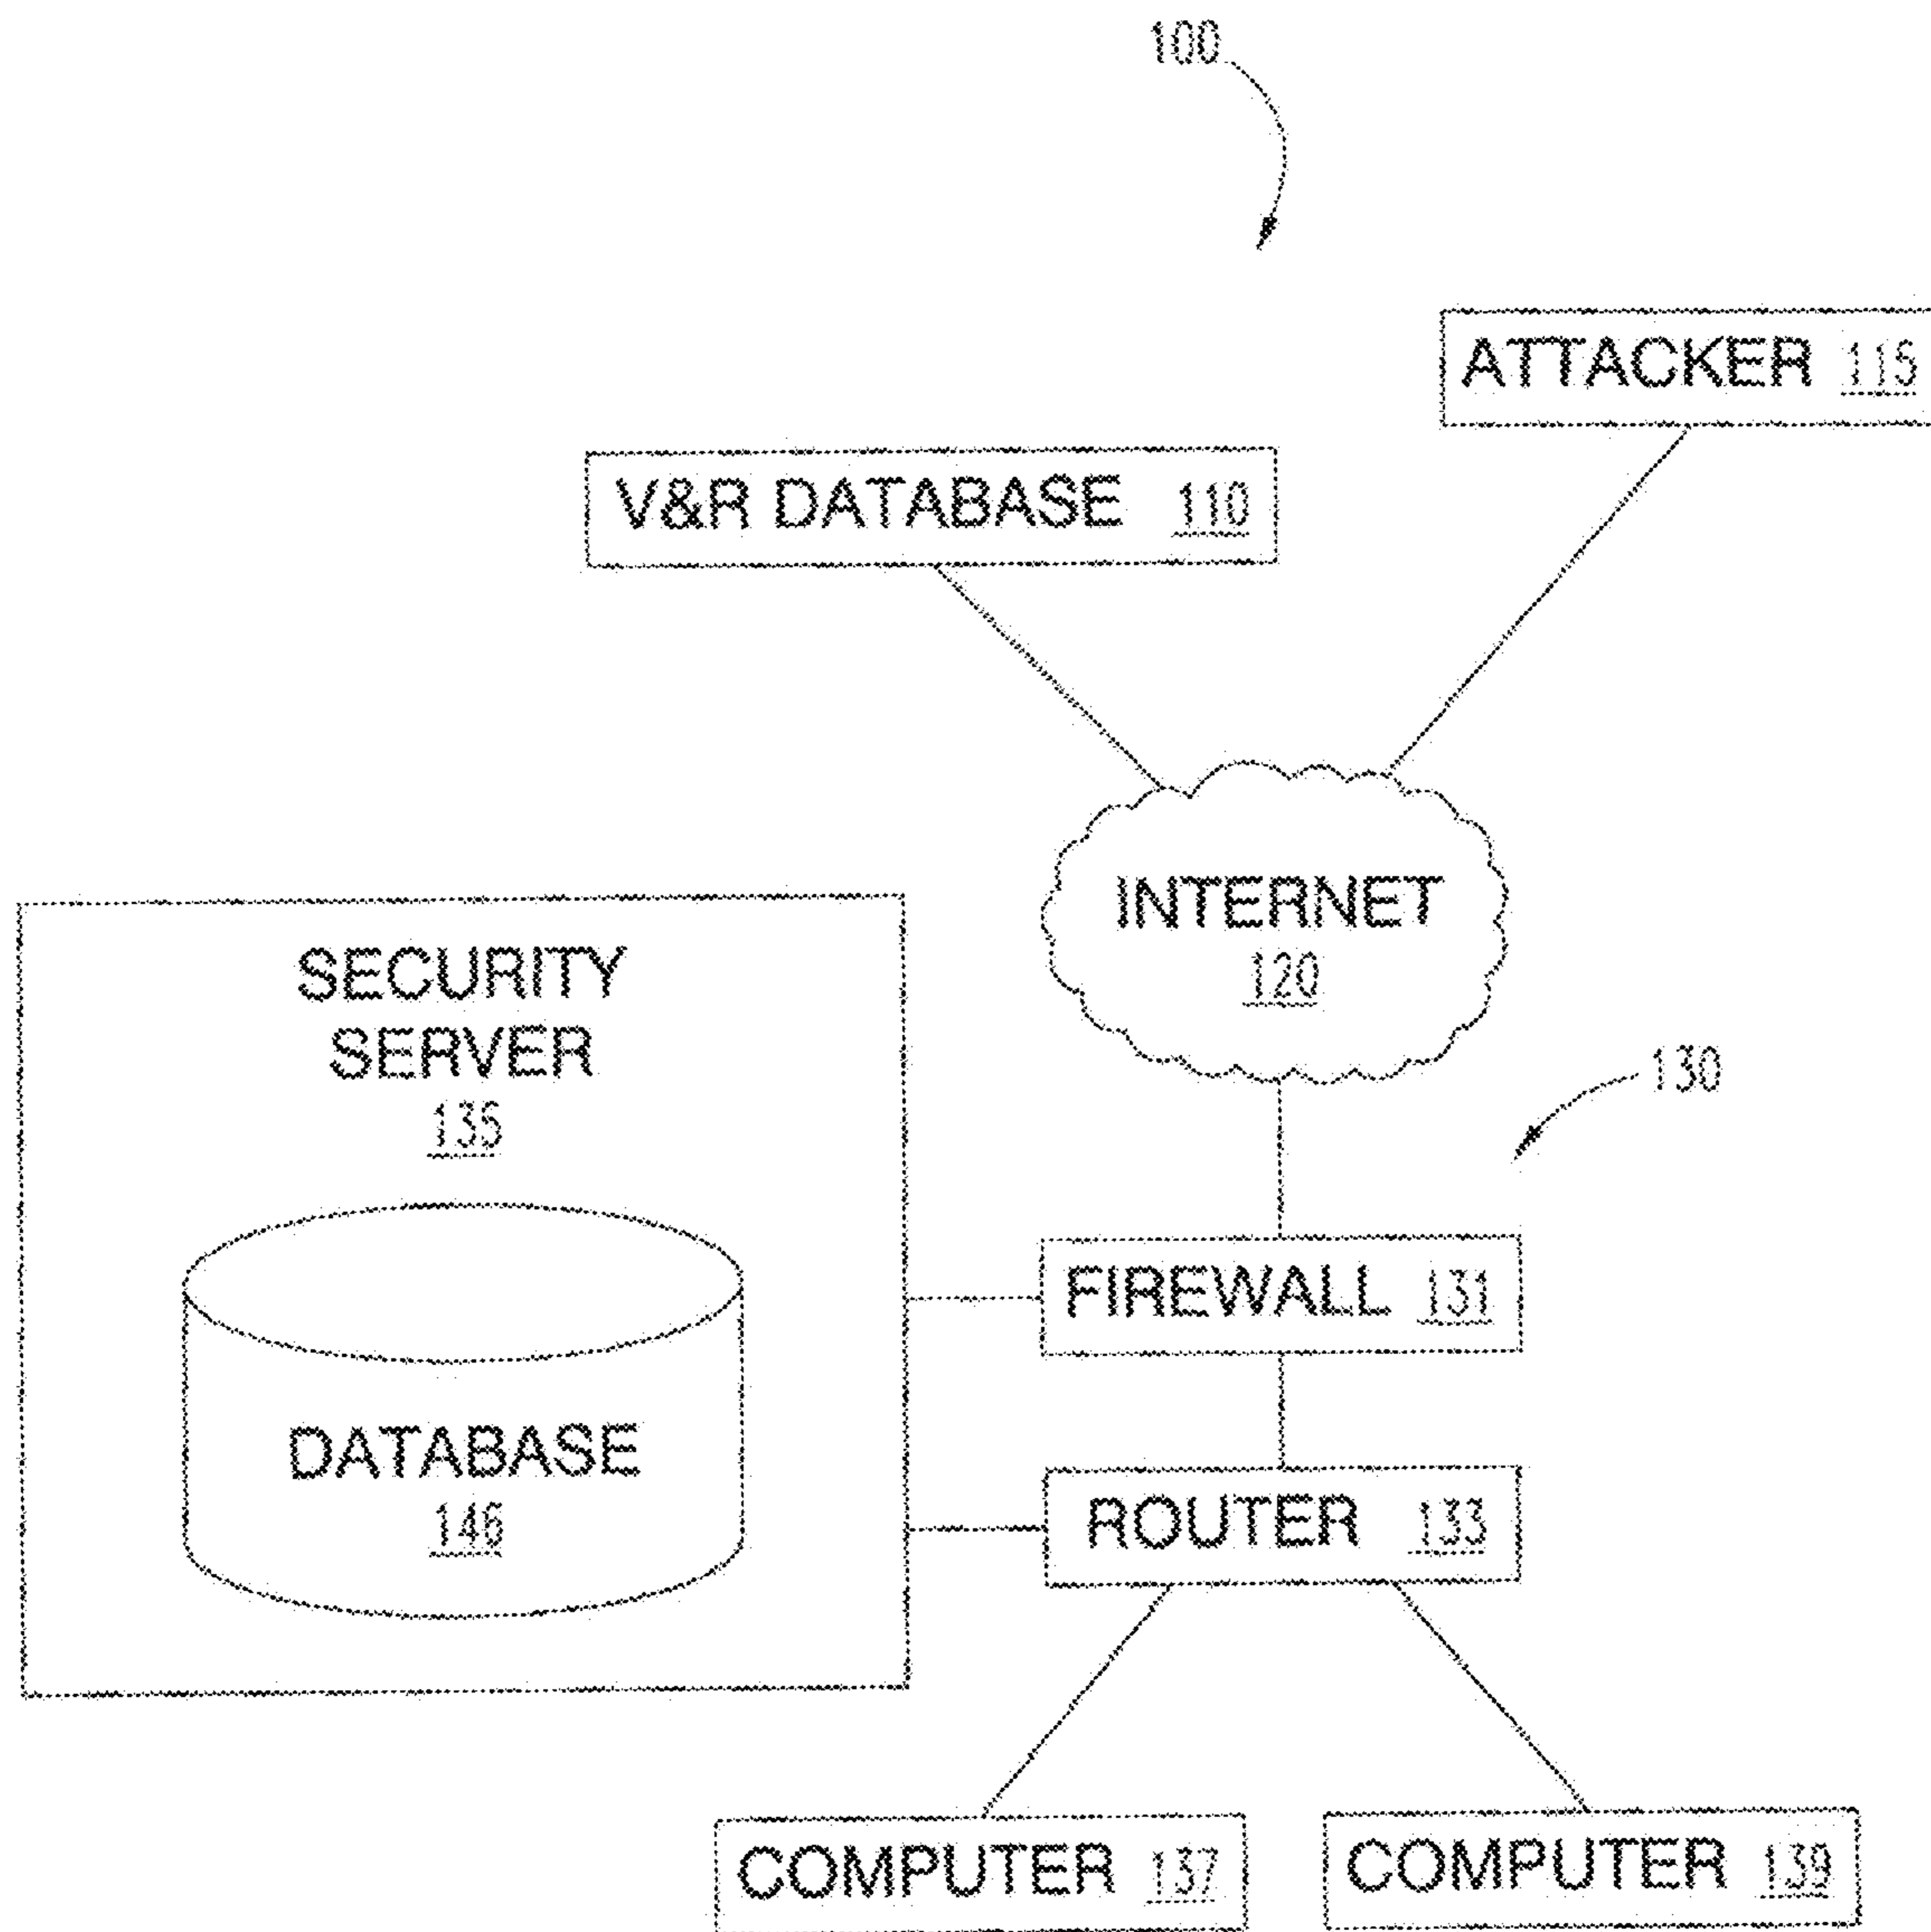 100
ATTACKER 115
V&R DATABASE 110
INTERNET
120
SECURITY
SERVER
135
130
FIREWALL 131
DATABASE
146
ROUTER 133
COMPUTER 137
COMPUTER 139